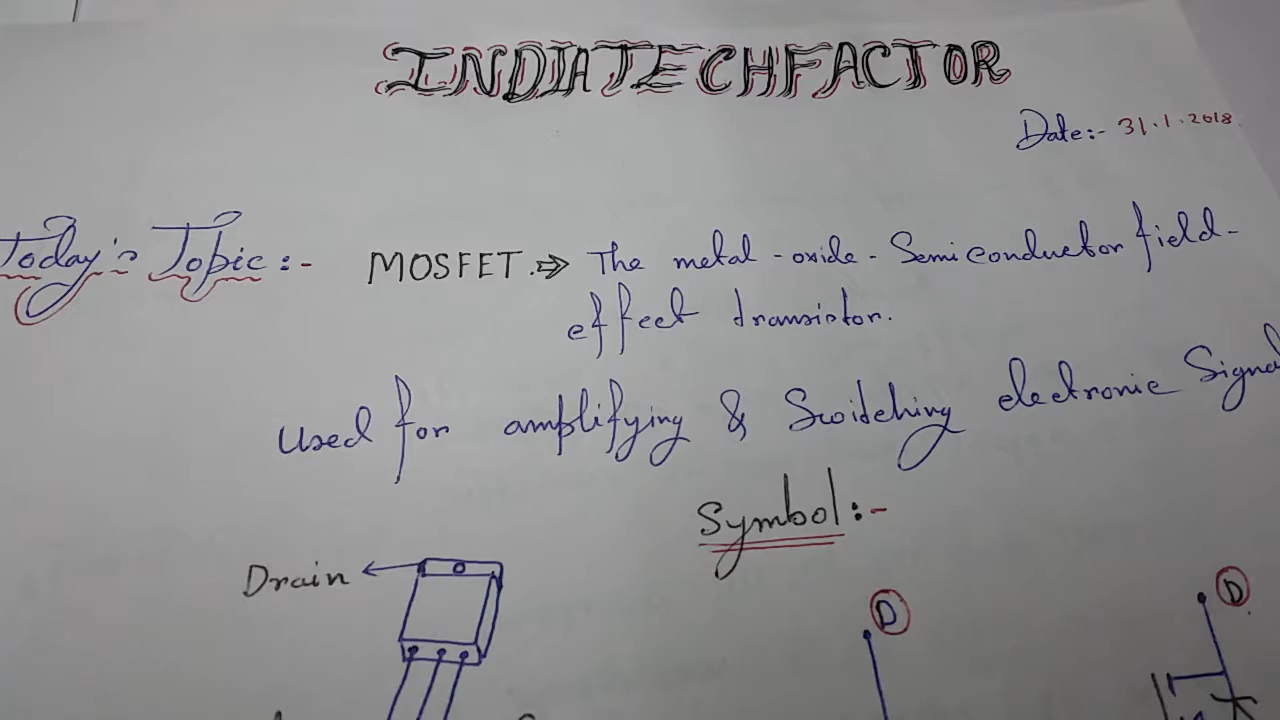 INDIATECHFACTOR
Date:- 31.1.2018
Today's Topic:- MOSFET. ⇒ The metal-oxide-Semiconductor field-
effect transistor.
used for amplifying & Switching electronic Signal
Symbol:-
Drain
D
D